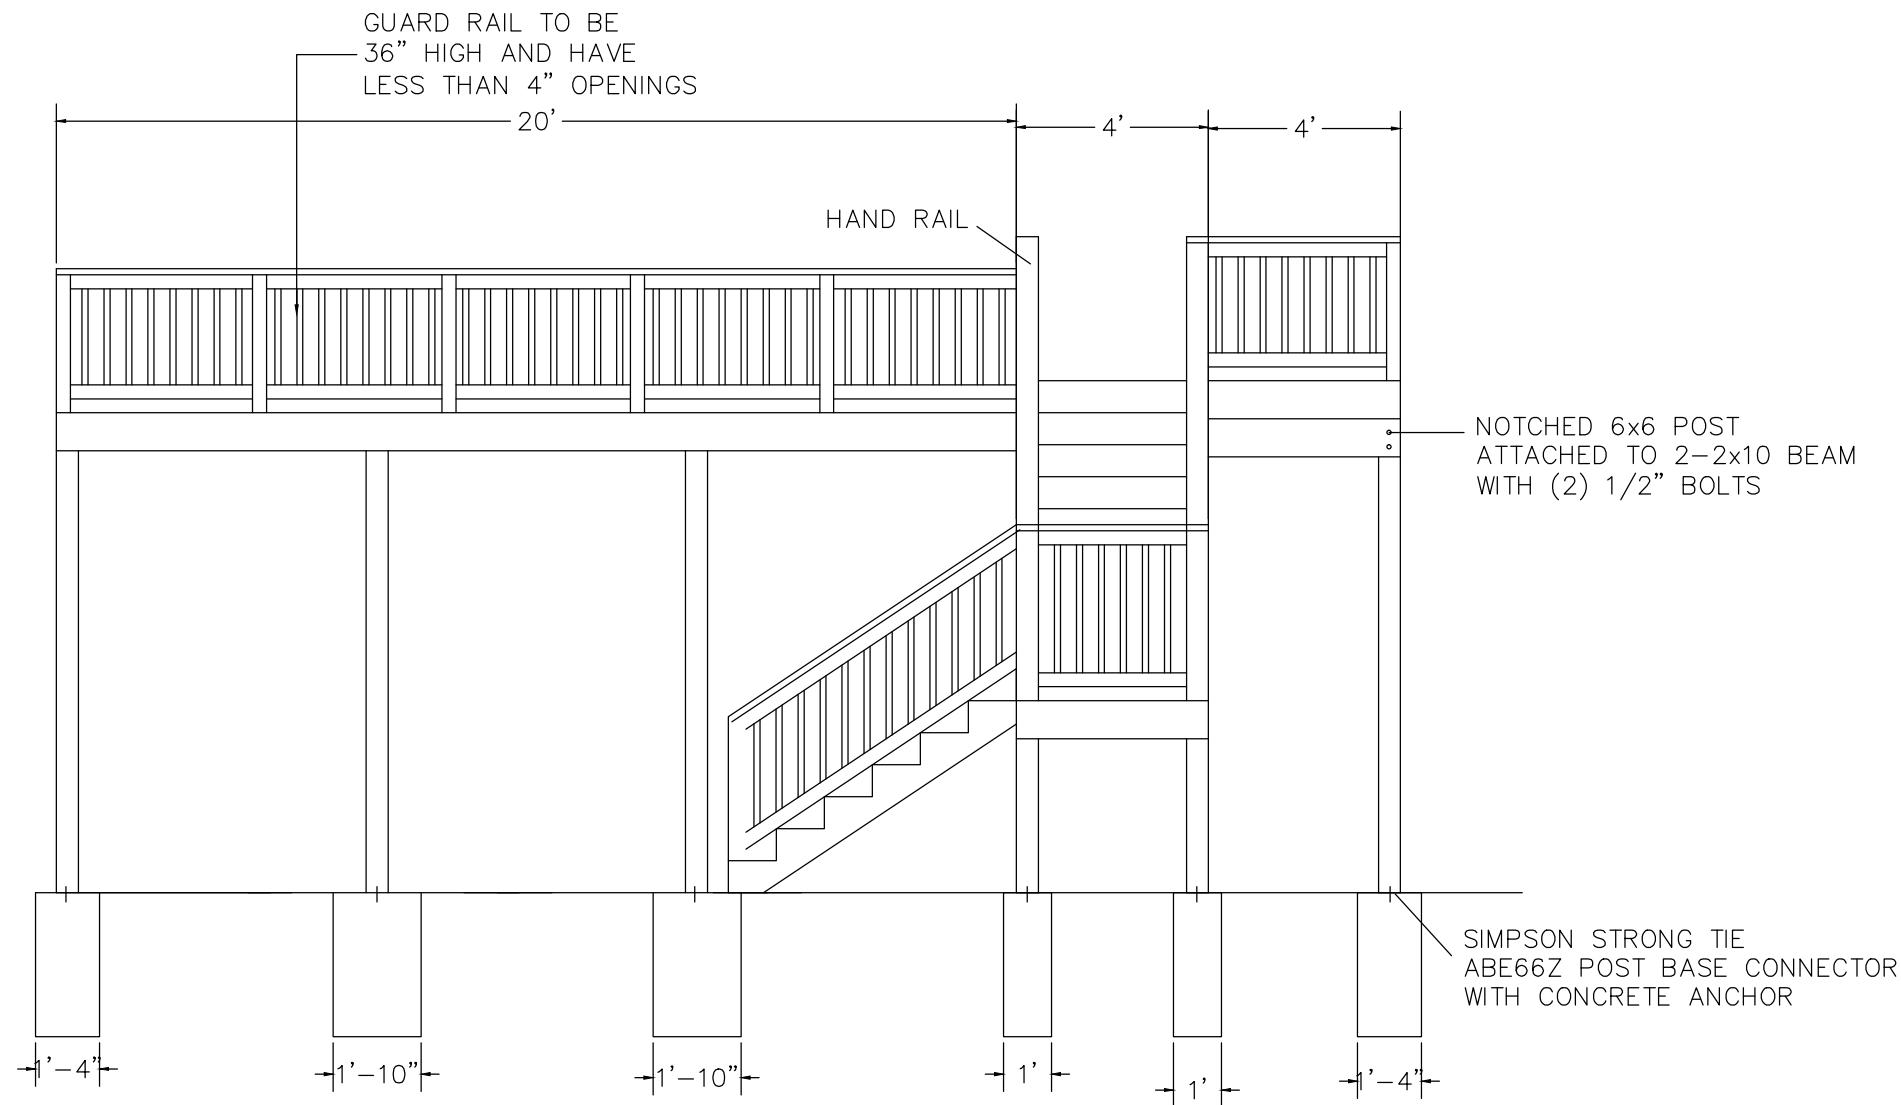 GUARD RAIL TO BE
36" HIGH AND HAVE
LESS THAN 4" OPENINGS
20'
4'
4'
HAND RAIL
NOTCHED 6x6 POST
ATTACHED TO 2-2x10 BEAM
WITH (2) 1/2" BOLTS
SIMPSON STRONG TIE
ABE66Z POST BASE CONNECTOR
WITH CONCRETE ANCHOR
1'-4"
1'-10"
1'-10"
1'
1'
1'-4"